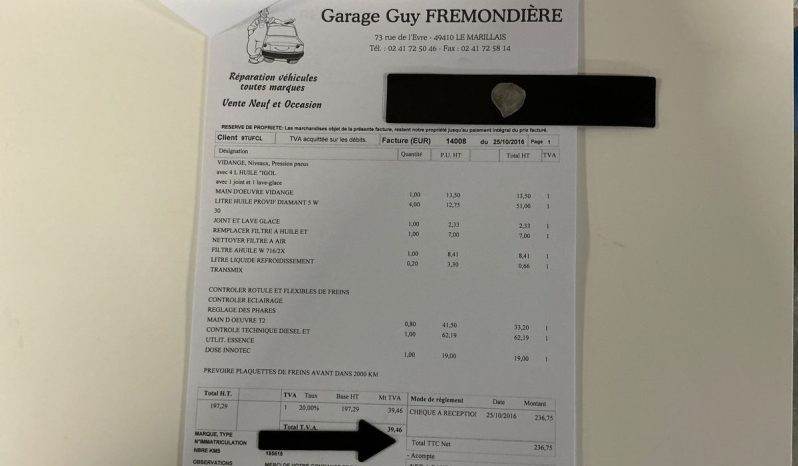 Garage Guy FREMONDIÈRE
73 rue de l'Evre - 49410 LE MARILLAIS
Tél. : 02 41 72 50 46 - Fax : 02 41 72 58 14
Réparation véhicules
toutes marques
Vente Neuf et Occasion
RESERVE DE PROPRIETE: Les marchandises objet de la présente facture, restent notre propriété jusqu'au paiement intégral du prix facturé.
Client 9TUFCL TVA acquittée sur les débits. Facture (EUR) 14008 du 25/10/2016 Page 1
Désignation Quantité P.U. HT Total HT TVA
VIDANGE, Niveaux, Pression pneus
avec 4 L HUILE "IGOL
avec 1 joint et 1 lave-glace
MAIN D'OEUVRE VIDANGE 1,00 13,50 13,50 1
LITRE HUILE PROVIF DIAMANT 5 W 4,00 12,75 51,00 1
30
JOINT ET LAVE GLACE 1,00 2,33 2,33 1
REMPLACER FILTRE A HUILE ET 1,00 7,00 7,00 1
NETTOYER FILTRE A AIR
FILTRE AHUILE W 716/2X 1,00 8,41 8,41 1
LITRE LIQUIDE REFROIDISSEMENT 0,20 3,30 0,66 1
TRANSMIX
CONTROLER ROTULE ET FLEXIBLES DE FREINS
CONTROLER ECLAIRAGE
REGLAGE DES PHARES
MAIN D OEUVRE T2 0,80 41,50 33,20 1
CONTROLE TECHNIQUE DIESEL ET 1,00 62,19 62,19 1
UTLIT. ESSENCE
DOSE INNOTEC 1,00 19,00 19,00 1
PREVOIRE PLAQUETTES DE FREINS AVANT DANS 2000 KM
Total H.T. TVA Taux Base HT Mt TVA Mode de règlement Date Montant
197,29 1 20,00% 197,29 39,46 CHEQUE A RECEPTIOI 25/10/2016 236,75
Total T.V.A. 39,46
MARQUE, TYPE
N°IMMATRICULATION Total TTC Net 236,75
NBRE KMS 185618 - Acompte
OBSERVATIONS